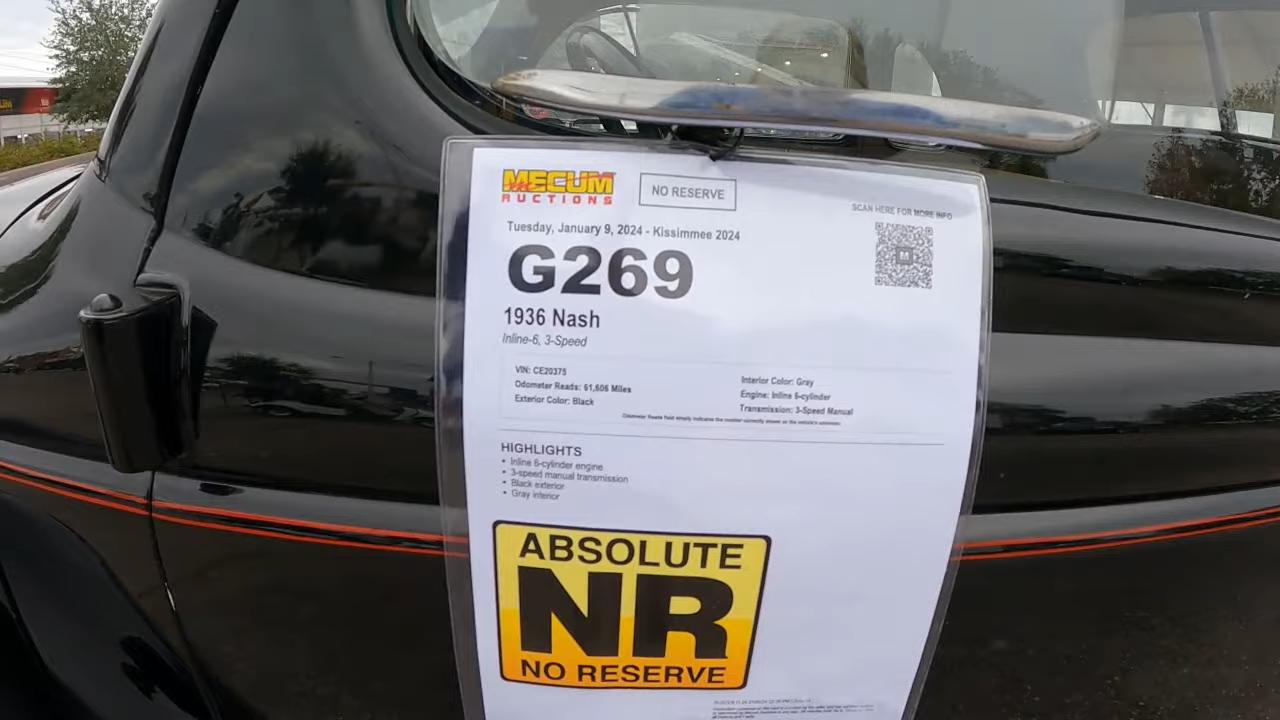 MECUM
AUCTIONS
NO RESERVE
SCAN HERE FOR MORE INFO
Tuesday, January 9, 2024 - Kissimmee 2024
G269
1936 Nash
Inline-6, 3-Speed
VIN: CE20375
Odometer Reads: 61,606 Miles
Exterior Color: Black
Interior Color: Gray
Engine: Inline 6-cylinder
Transmission: 3-Speed Manual
HIGHLIGHTS
• Inline 6-cylinder engine
• 3-speed manual transmission
• Black exterior
• Gray interior
ABSOLUTE
NR
NO RESERVE